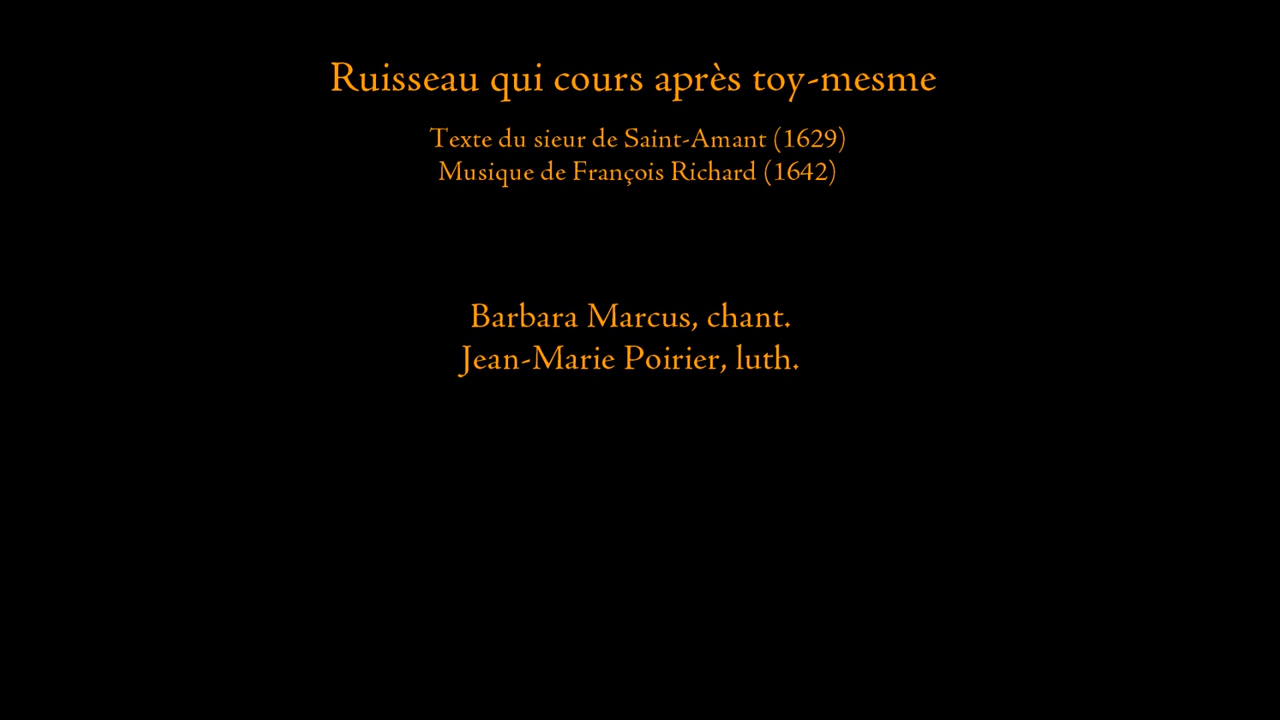 Ruisseau qui cours après toy-mesme
Texte du sieur de Saint-Amant (1629)
Musique de François Richard (1642)
Barbara Marcus, chant.
Jean-Marie Poirier, luth.